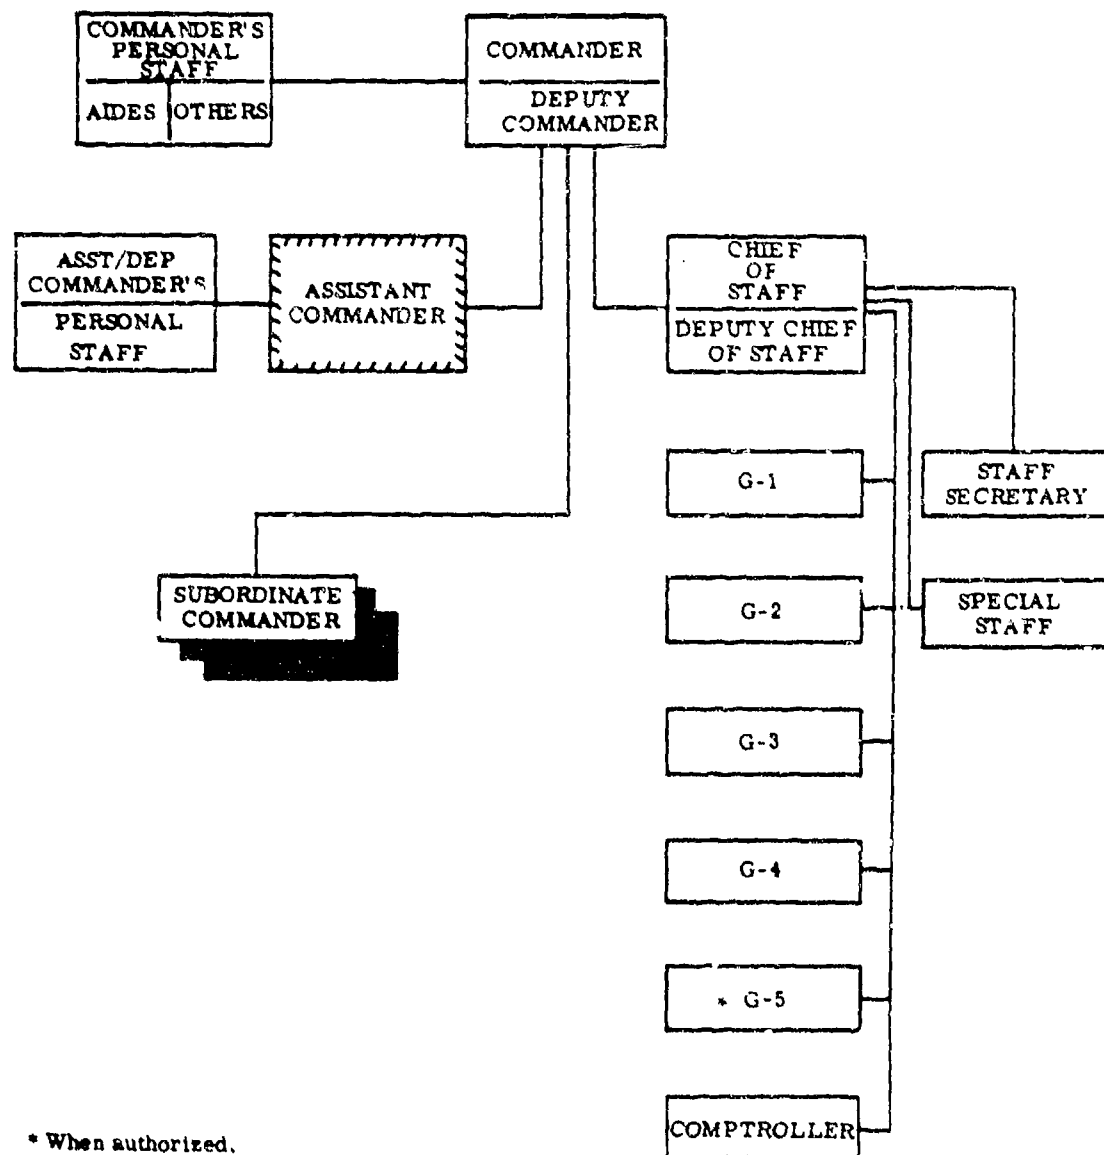 COMMANDER'S
PERSONAL
STAFF
AIDES OTHERS
COMMANDER
DEPUTY
COMMANDER
ASST/DEP
COMMANDER'S
PERSONAL
STAFF
ASSISTANT
COMMANDER
CHIEF
OF
STAFF
DEPUTY CHIEF
OF STAFF
G-1
STAFF
SECRETARY
SUBORDINATE
COMMANDER
G-2
SPECIAL
STAFF
G-3
G-4
* G-5
COMPTROLLER
* When authorized.